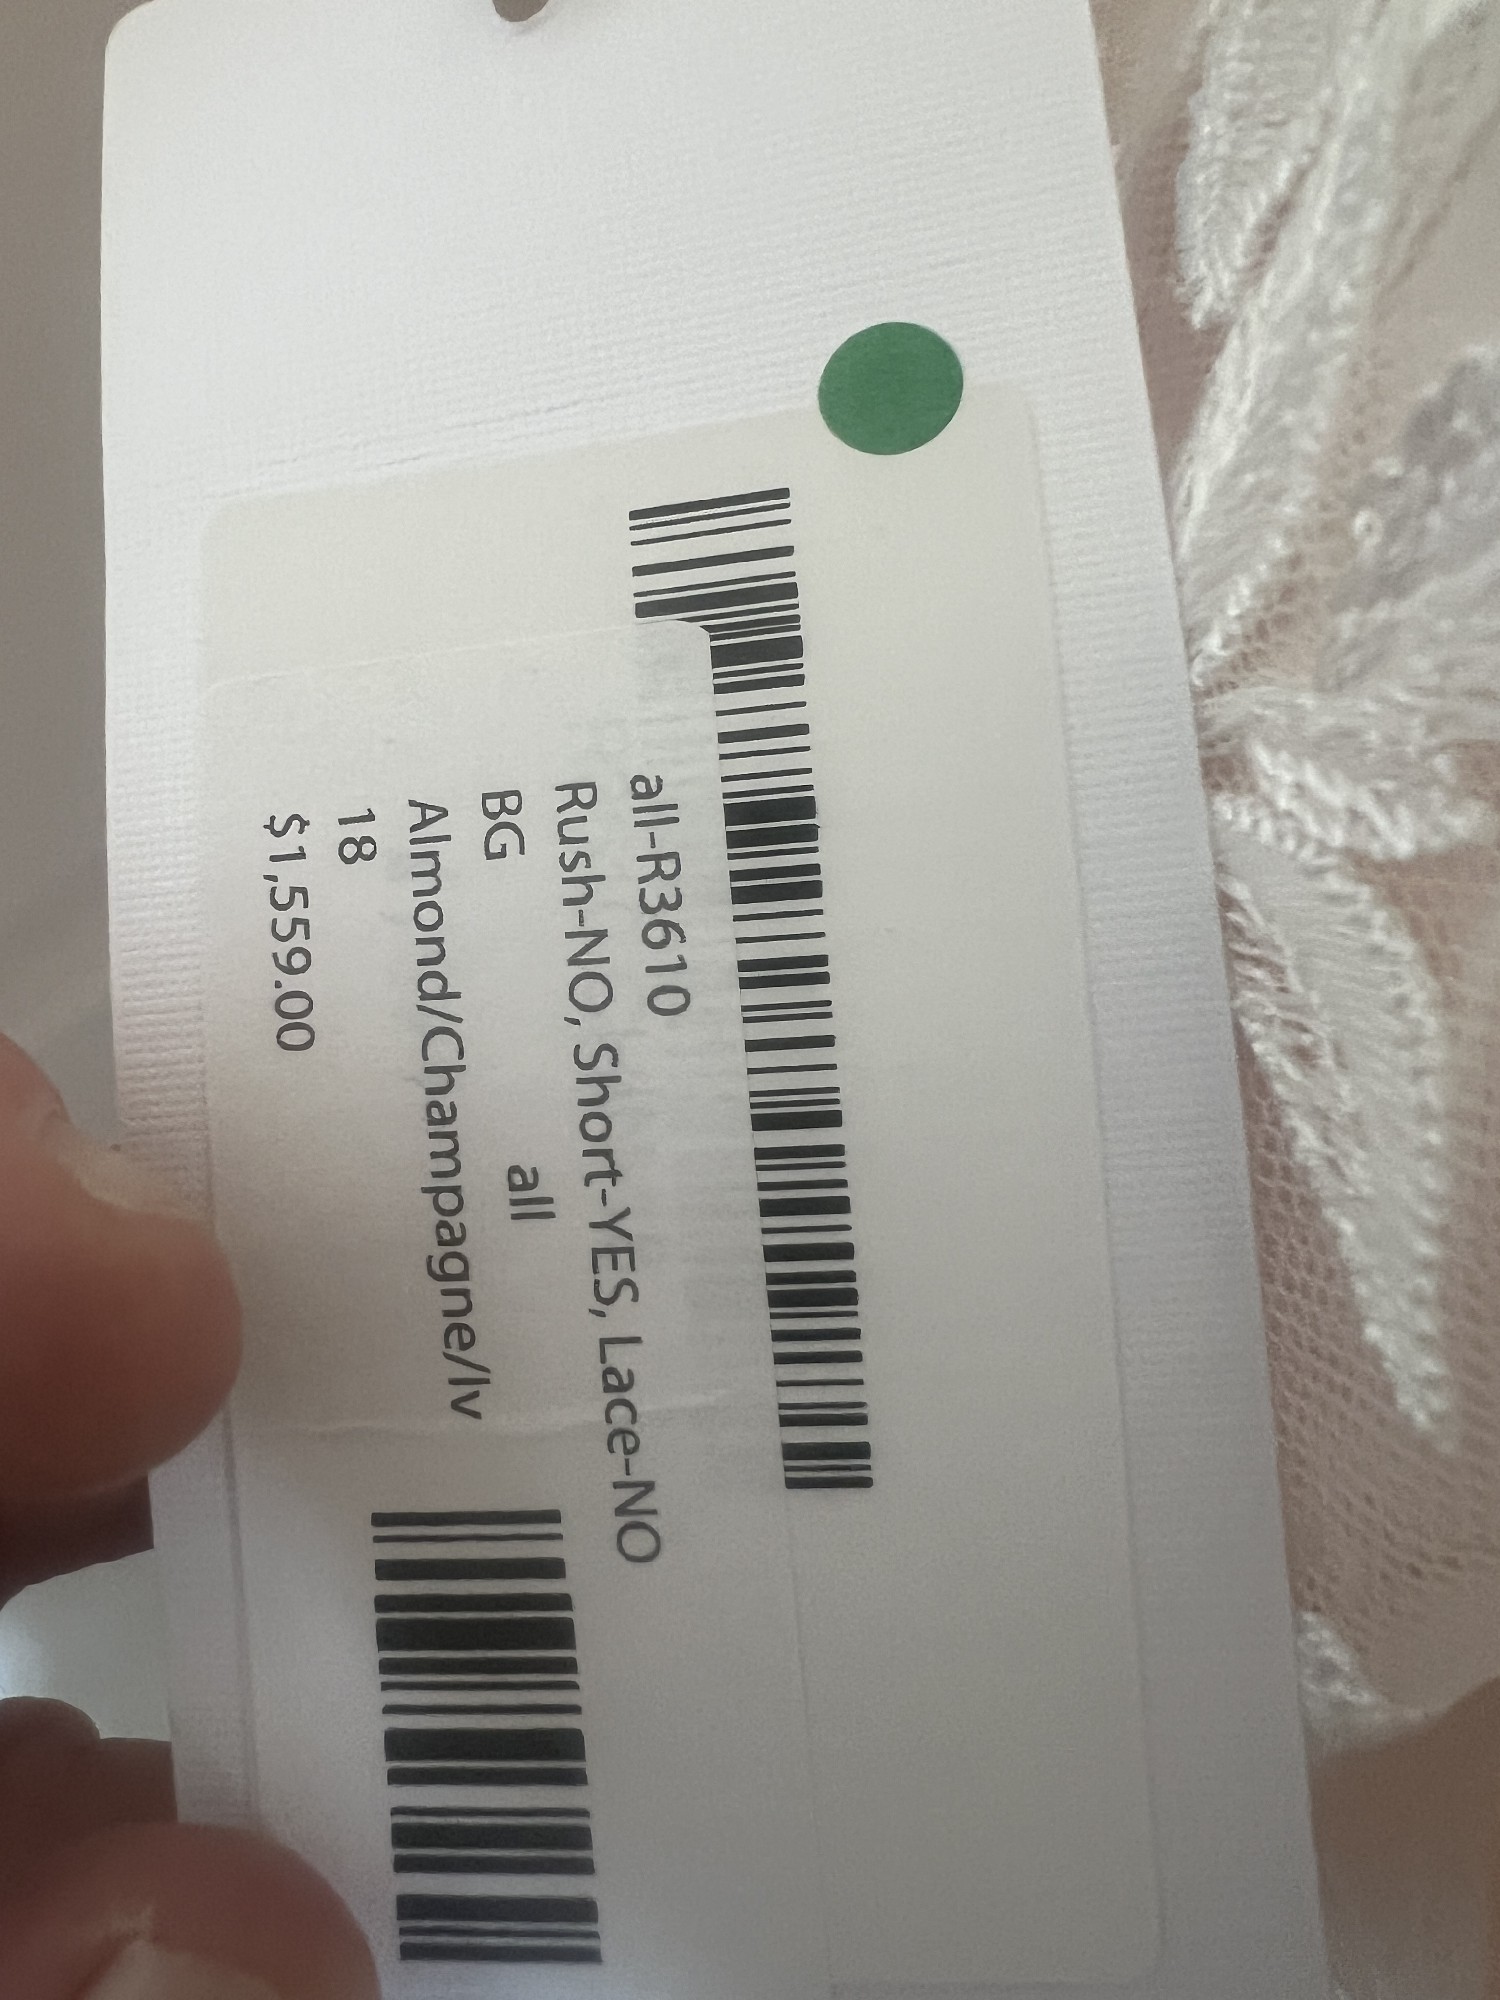 all-R3610
Rush-NO, Short-YES, Lace-NO
BG all
Almond/Champagne/Iv
18
$1,559.00